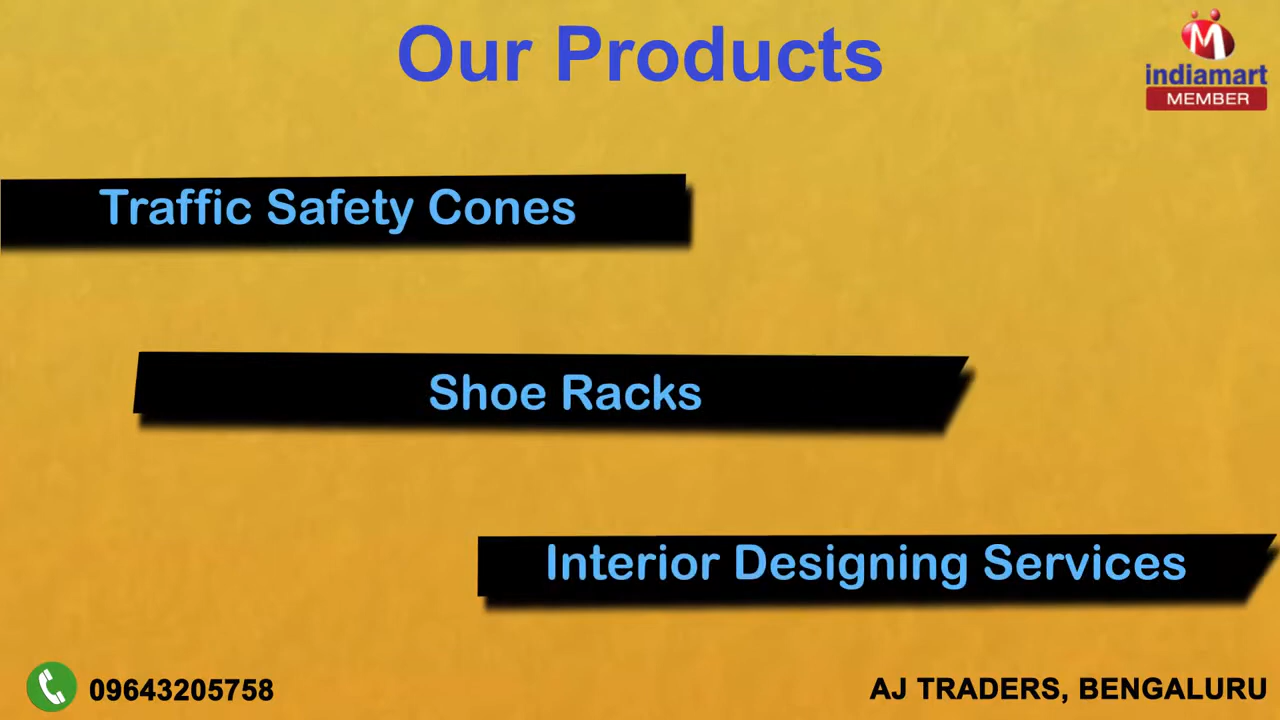 Our Products
indiamart
MEMBER
Traffic Safety Cones
Shoe Racks
Interior Designing Services
09643205758
AJ TRADERS, BENGALURU